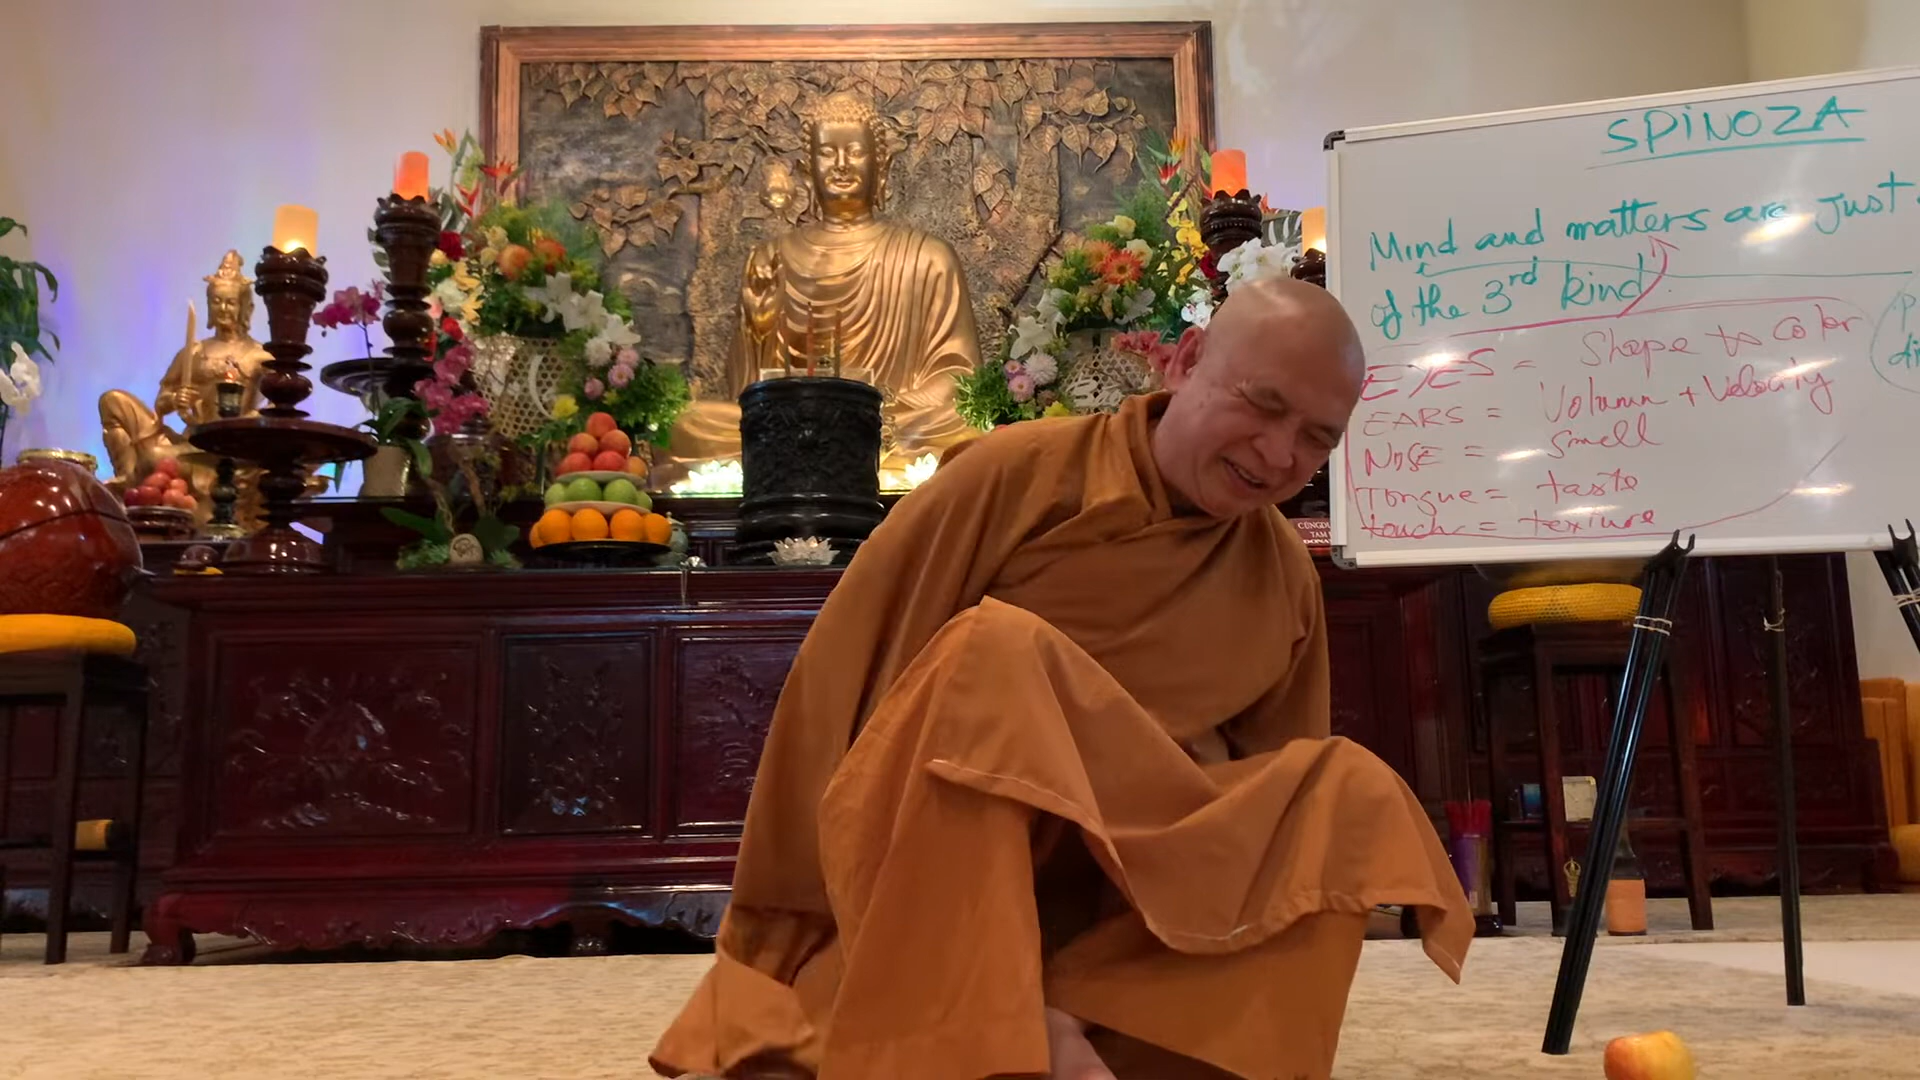 SPINOZA
Mind and matters are just
of the 3rd kind.
EYES = Shape to color
EARS = Volumn + Velocity
NOSE = Smell
Tongue = taste
touch = texture